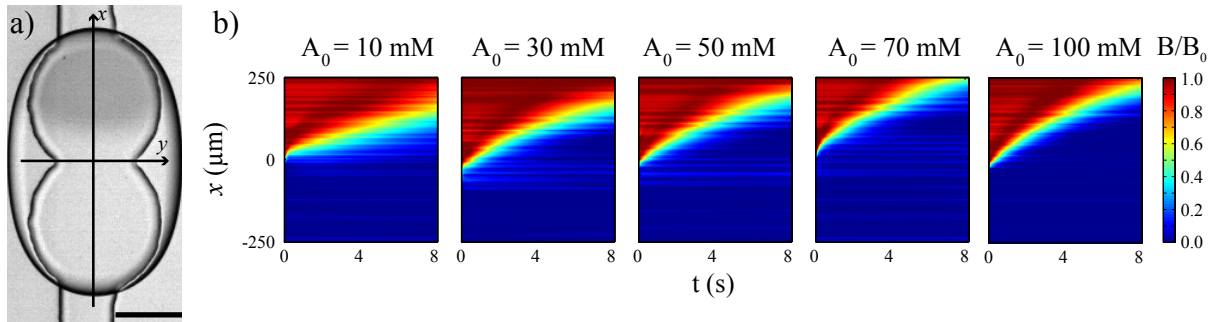 a)
x
y
b)
A₀ = 10 mM A₀ = 30 mM A₀ = 50 mM A₀ = 70 mM A₀ = 100 mM B/B₀
250
0
-250
x (μm)
0 4 8 0 4 8 0 4 8 0 4 8 0 4 8
t (s)
1.0
0.8
0.6
0.4
0.2
0.0